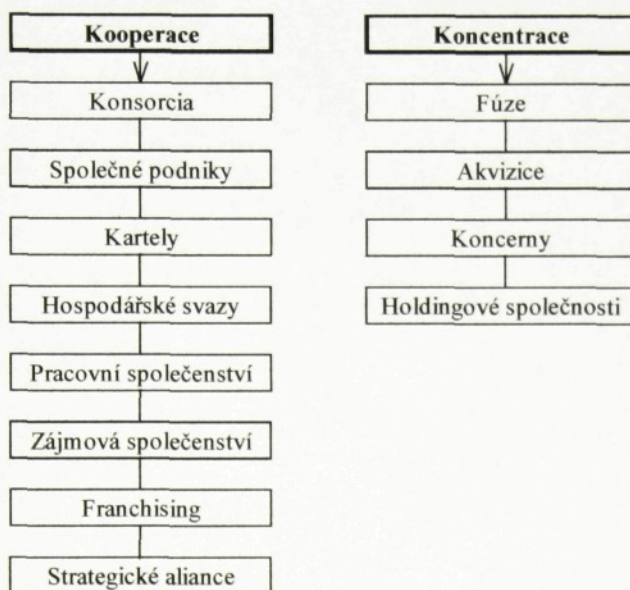 Kooperace
Konsorcia
Společné podniky
Kartely
Hospodářské svazy
Pracovní společenství
Zájmová společenství
Franchising
Strategické aliance
Koncentrace
Fúze
Akvizice
Koncerny
Holdingové společnosti